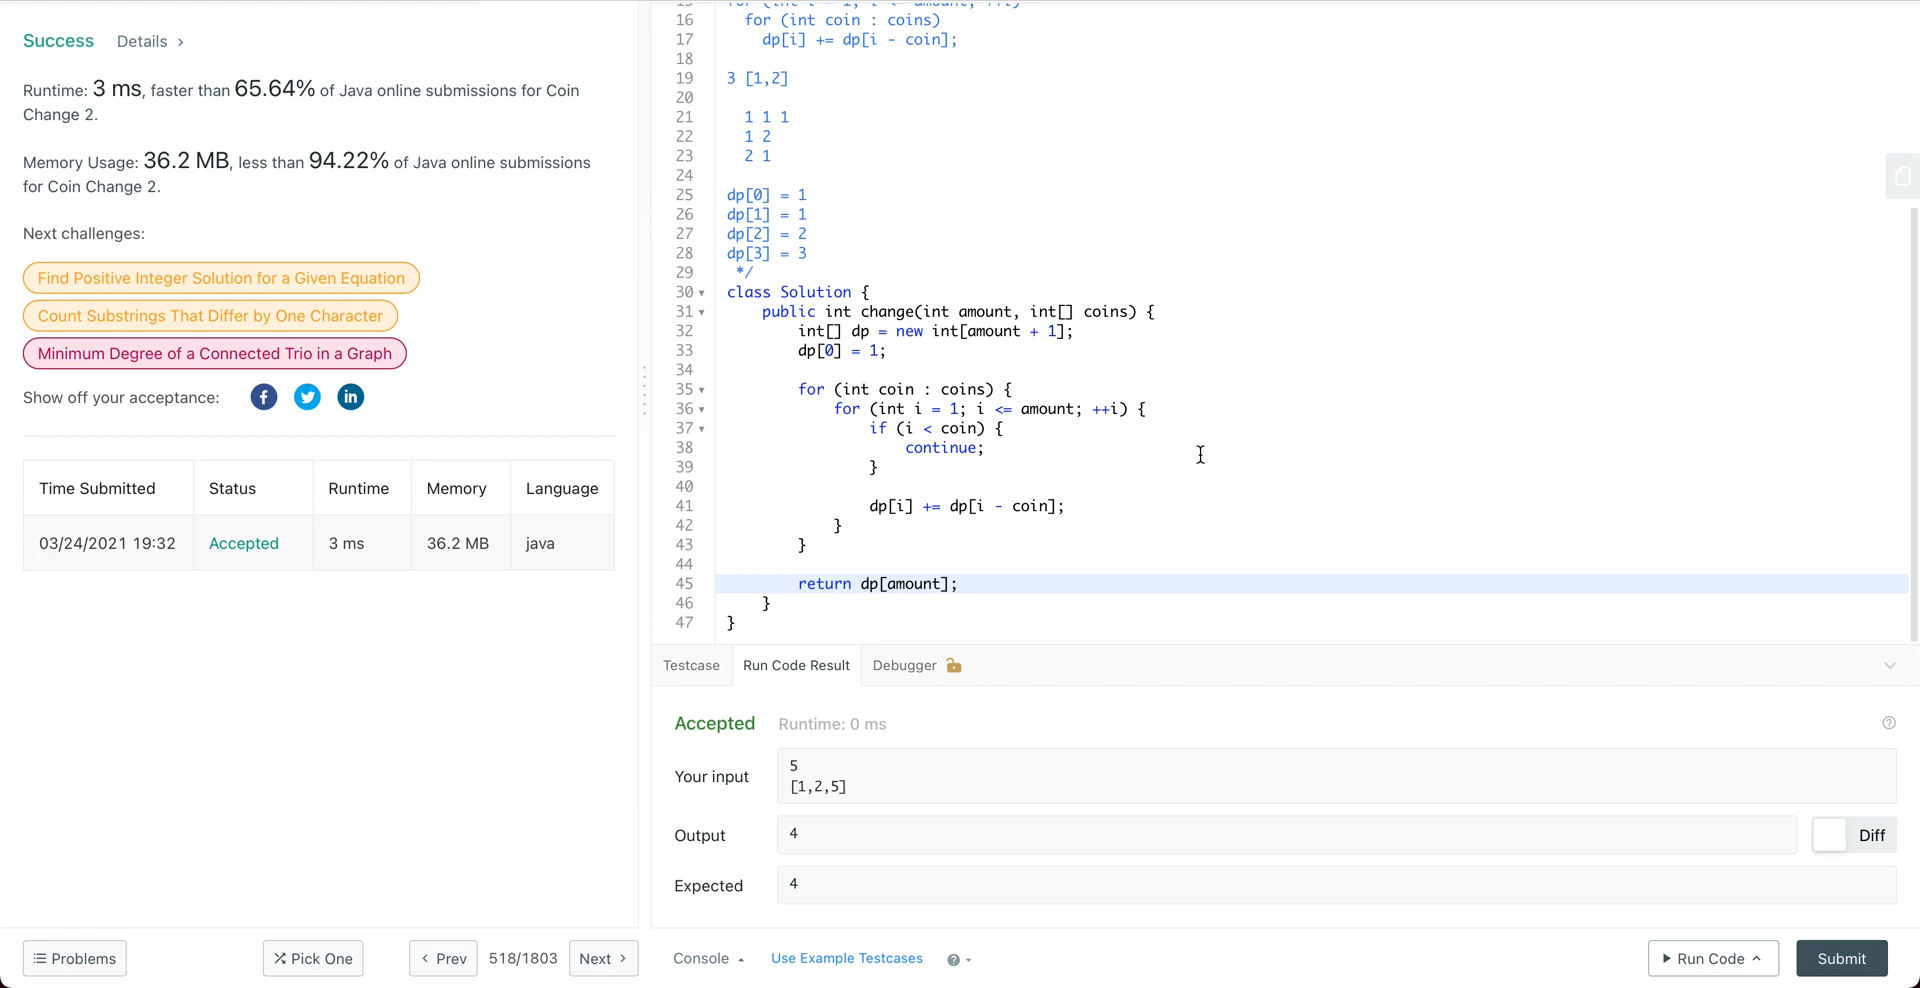 Success Details >
Runtime: 3 ms, faster than 65.64% of Java online submissions for Coin
Change 2.
Memory Usage: 36.2 MB, less than 94.22% of Java online submissions
for Coin Change 2.
Next challenges:
Find Positive Integer Solution for a Given Equation
Count Substrings That Differ by One Character
Minimum Degree of a Connected Trio in a Graph
Show off your acceptance:
Time Submitted Status Runtime Memory Language
03/24/2021 19:32 Accepted 3 ms 36.2 MB java
Problems Pick One < Prev 518/1803 Next >
16 for (int coin : coins)
17 dp[i] += dp[i - coin];
18
19 3 [1,2]
20
21 1 1 1
22 1 2
23 2 1
24
25 dp[0] = 1
26 dp[1] = 1
27 dp[2] = 2
28 dp[3] = 3
29 */
30 class Solution {
31 public int change(int amount, int[] coins) {
32 int[] dp = new int[amount + 1];
33 dp[0] = 1;
34
35 for (int coin : coins) {
36 for (int i = 1; i <= amount; ++i) {
37 if (i < coin) {
38 continue;
39 }
40
41 dp[i] += dp[i - coin];
42 }
43 }
44
45 return dp[amount];
46 }
47 }
Testcase Run Code Result Debugger
Accepted Runtime: 0 ms
Your input
5
[1,2,5]
Output 4 Diff
Expected 4
Console Use Example Testcases Run Code Submit